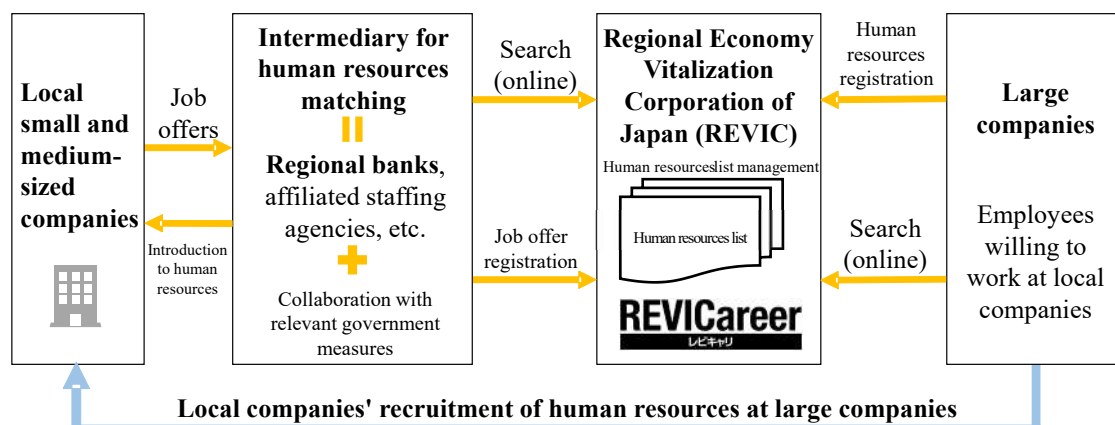 Local
small and
medium-
sized
companies
Job
offers
Introduction
to human
resources
Intermediary for
human resources
matching
Regional banks,
affiliated staffing
agencies, etc.
Collaboration with
relevant government
measures
Search
(online)
Job offer
registration
Regional Economy
Vitalization
Corporation of
Japan (REVIC)
Human resourceslist management
Human resources list
REVICareer
レビキャリ
Human
resources
registration
Search
(online)
Large
companies
Employees
willing to
work at local
companies
Local companies' recruitment of human resources at large companies